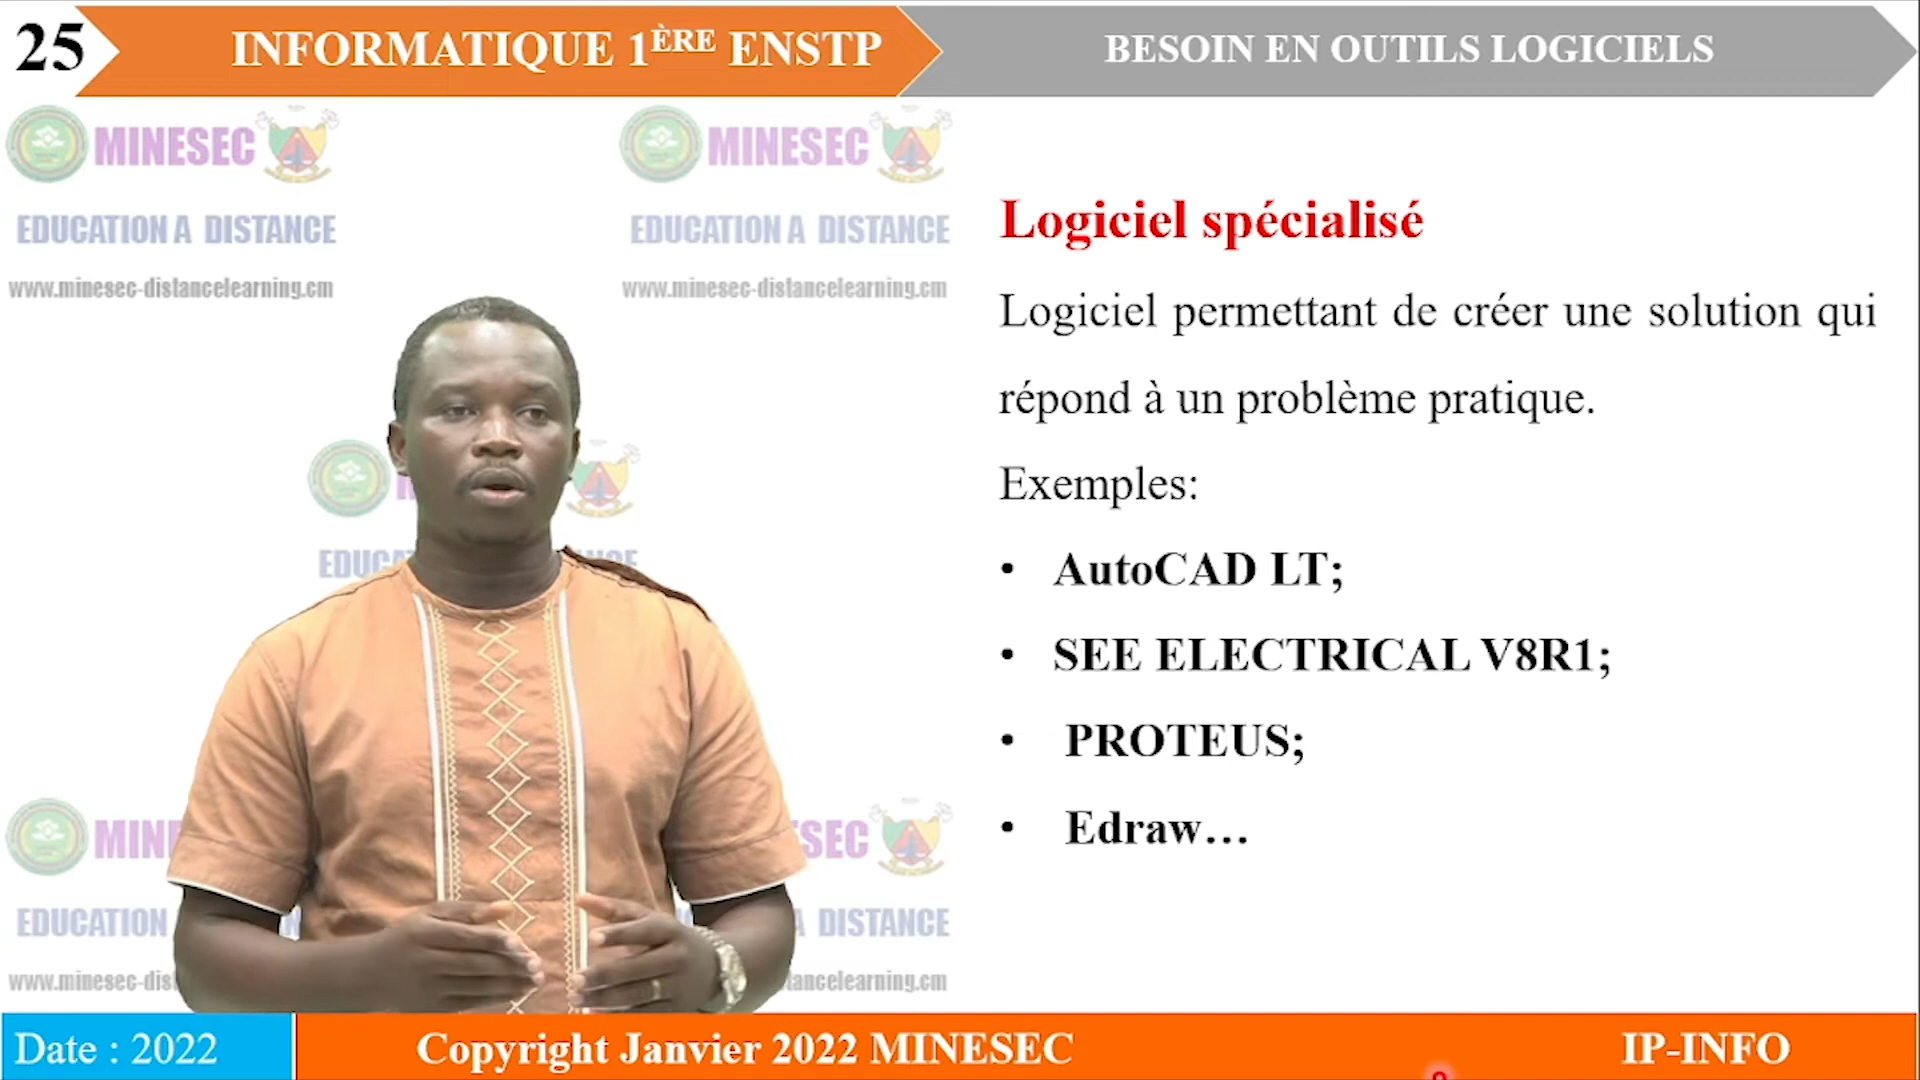 25
INFORMATIQUE 1ÈRE ENSTP
BESOIN EN OUTILS LOGICIELS
MINESEC
EDUCATION A DISTANCE
www.minesec-distancelearning.cm
MINESEC
EDUCATION A DISTANCE
www.minesec-distancelearning.cm
Logiciel spécialisé
Logiciel permettant de créer une solution qui
répond à un problème pratique.
Exemples:
• AutoCAD LT;
• SEE ELECTRICAL V8R1;
• PROTEUS;
• Edraw...
EDUCATION
A DISTANCE
Date : 2022
Copyright Janvier 2022 MINESEC
IP-INFO